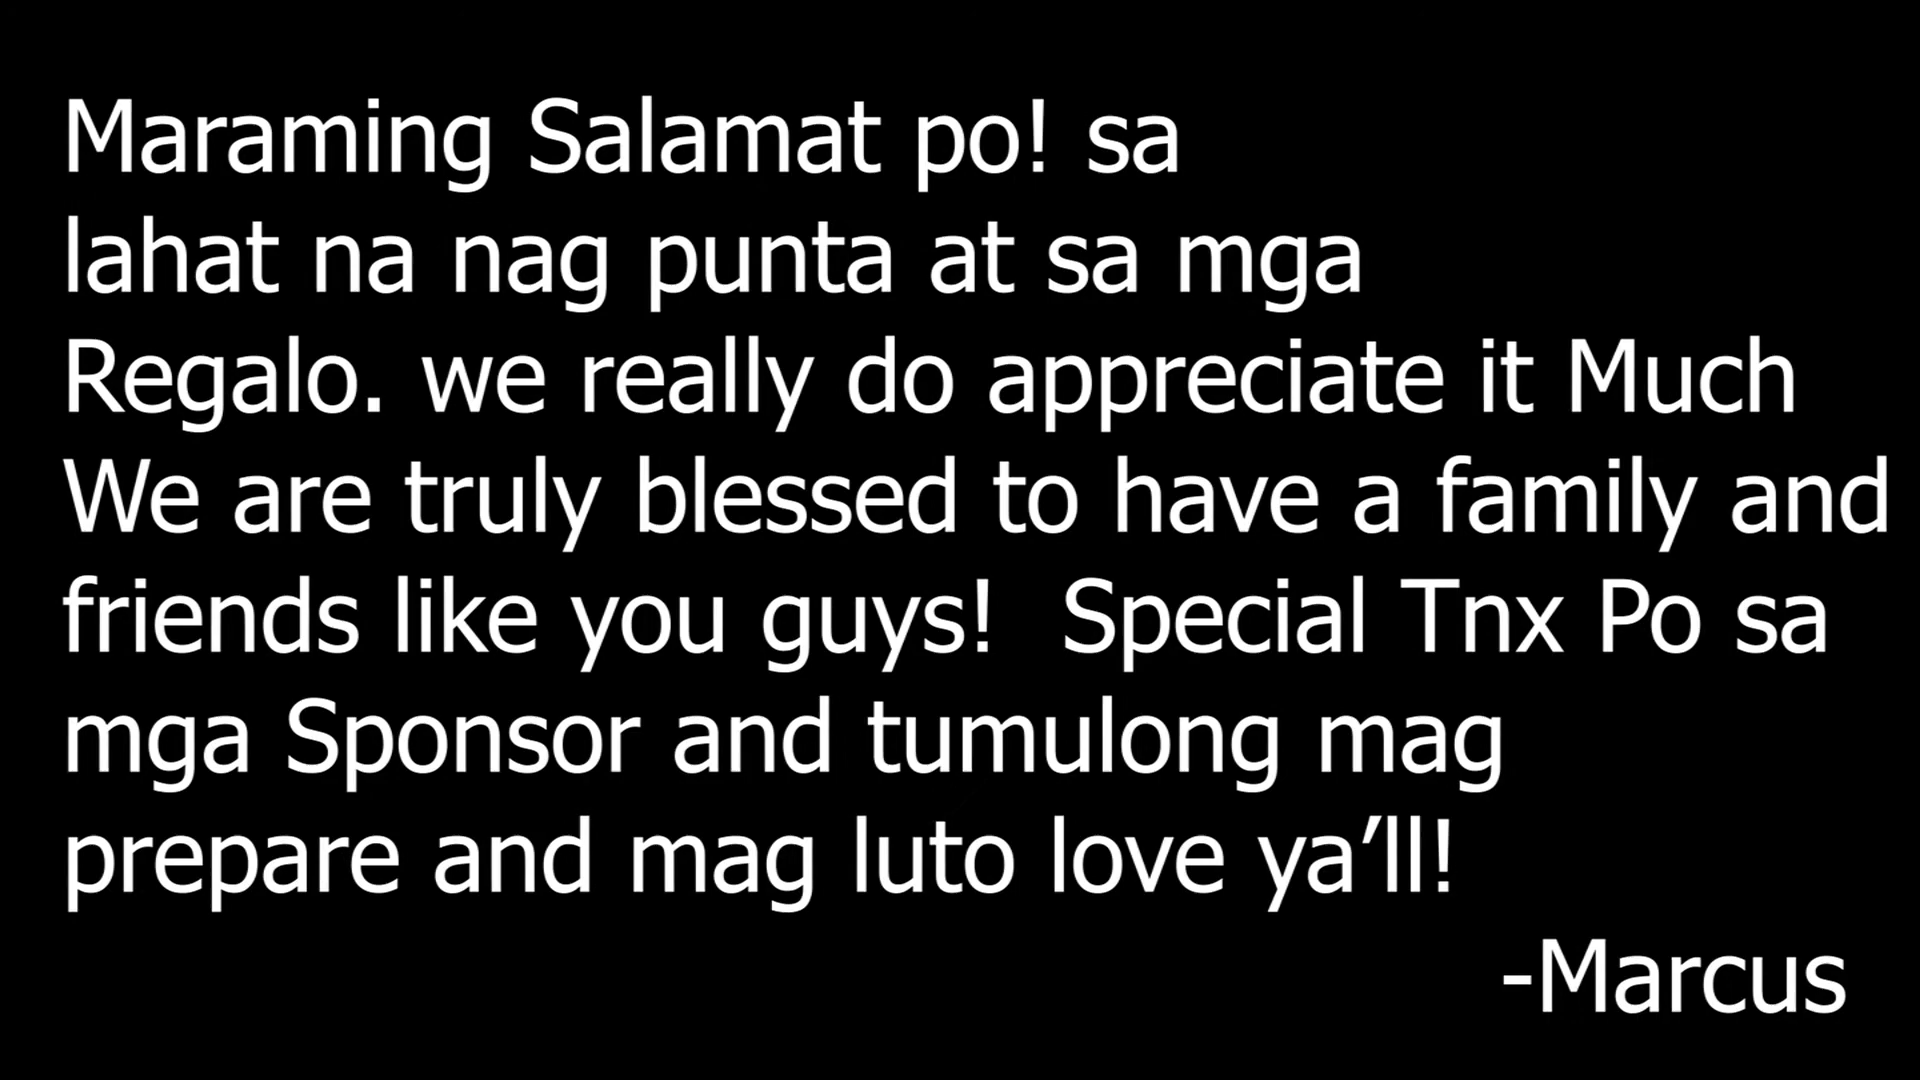 Maraming Salamat po! sa
lahat na nag punta at sa mga
Regalo. we really do appreciate it Much
We are truly blessed to have a family and
friends like you guys!  Special Tnx Po sa
mga Sponsor and tumulong mag
prepare and mag luto love ya’ll!
-Marcus